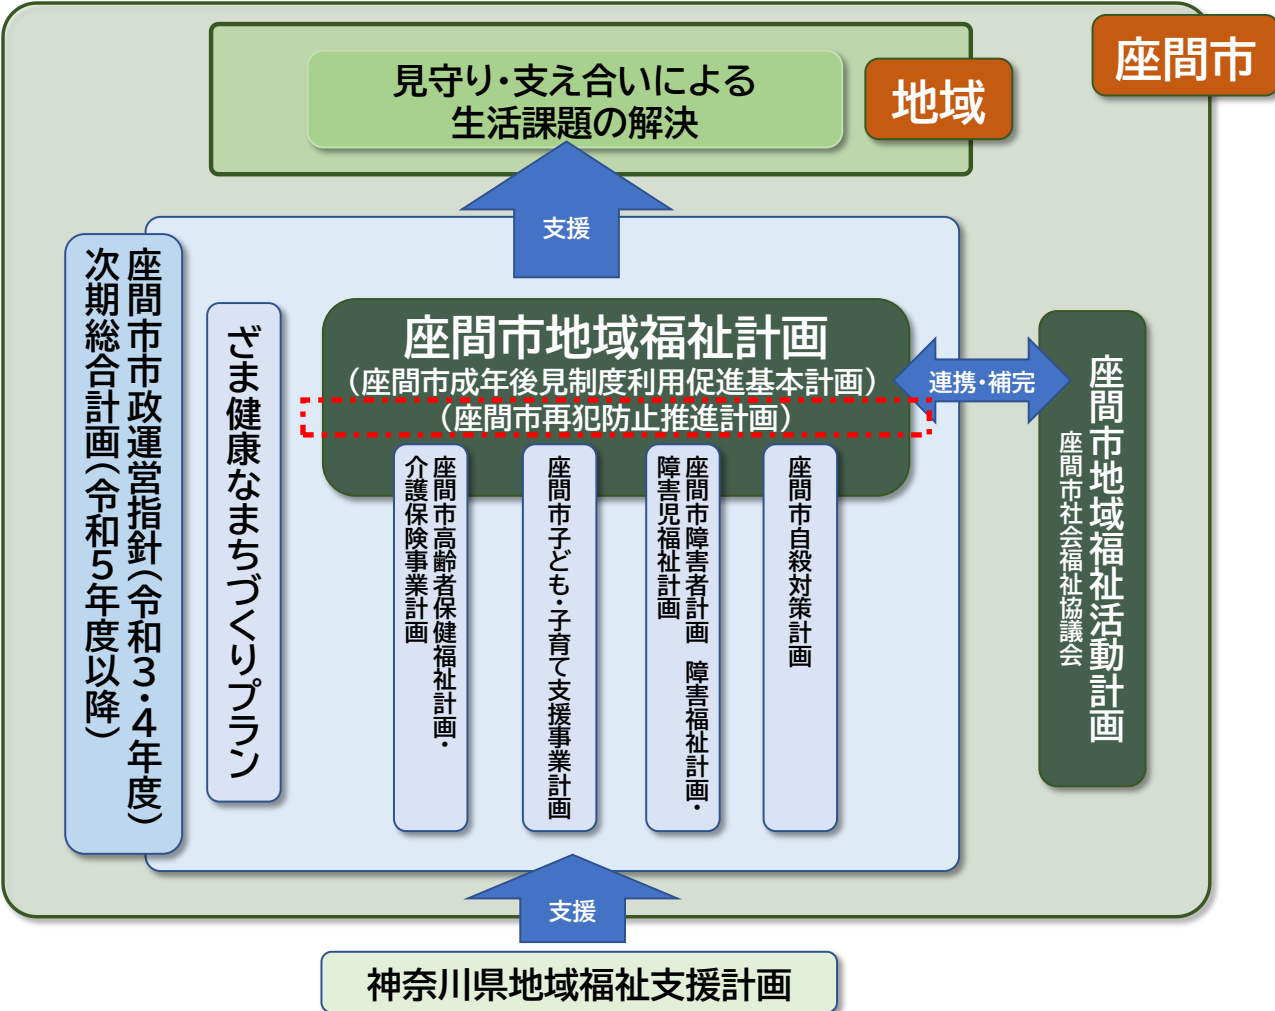 座間市
見守り・支え合いによる
生活課題の解決
地域
支援
座間市市政運営指針（令和３・４年度）
次期総合計画（令和５年度以降）
ざま健康なまちづくりプラン
座間市地域福祉計画
（座間市成年後見制度利用促進基本計画）
（座間市再犯防止推進計画）
連携・補完
座間市地域福祉活動計画
座間市社会福祉協議会
座間市高齢者保健福祉計画・
介護保険事業計画
座間市子ども・子育て支援事業計画
座間市障害者計画　障害福祉計画・
障害児福祉計画
座間市自殺対策計画
支援
神奈川県地域福祉支援計画